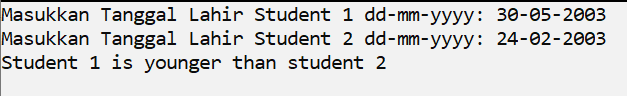 Masukkan Tanggal Lahir Student 1 dd-mm-yyyy: 30-05-2003
Masukkan Tanggal Lahir Student 2 dd-mm-yyyy: 24-02-2003
Student 1 is younger than student 2